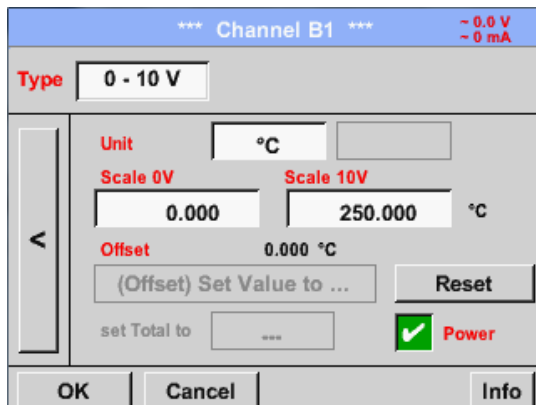 *** Channel B1 ***
~ 0.0 V
~ 0 mA
Type 0 - 10 V
Unit °C
Scale 0V Scale 10V
0.000 250.000 °C
<
Offset 0.000 °C
(Offset) Set Value to ... Reset
set Total to --- Power
OK Cancel Info